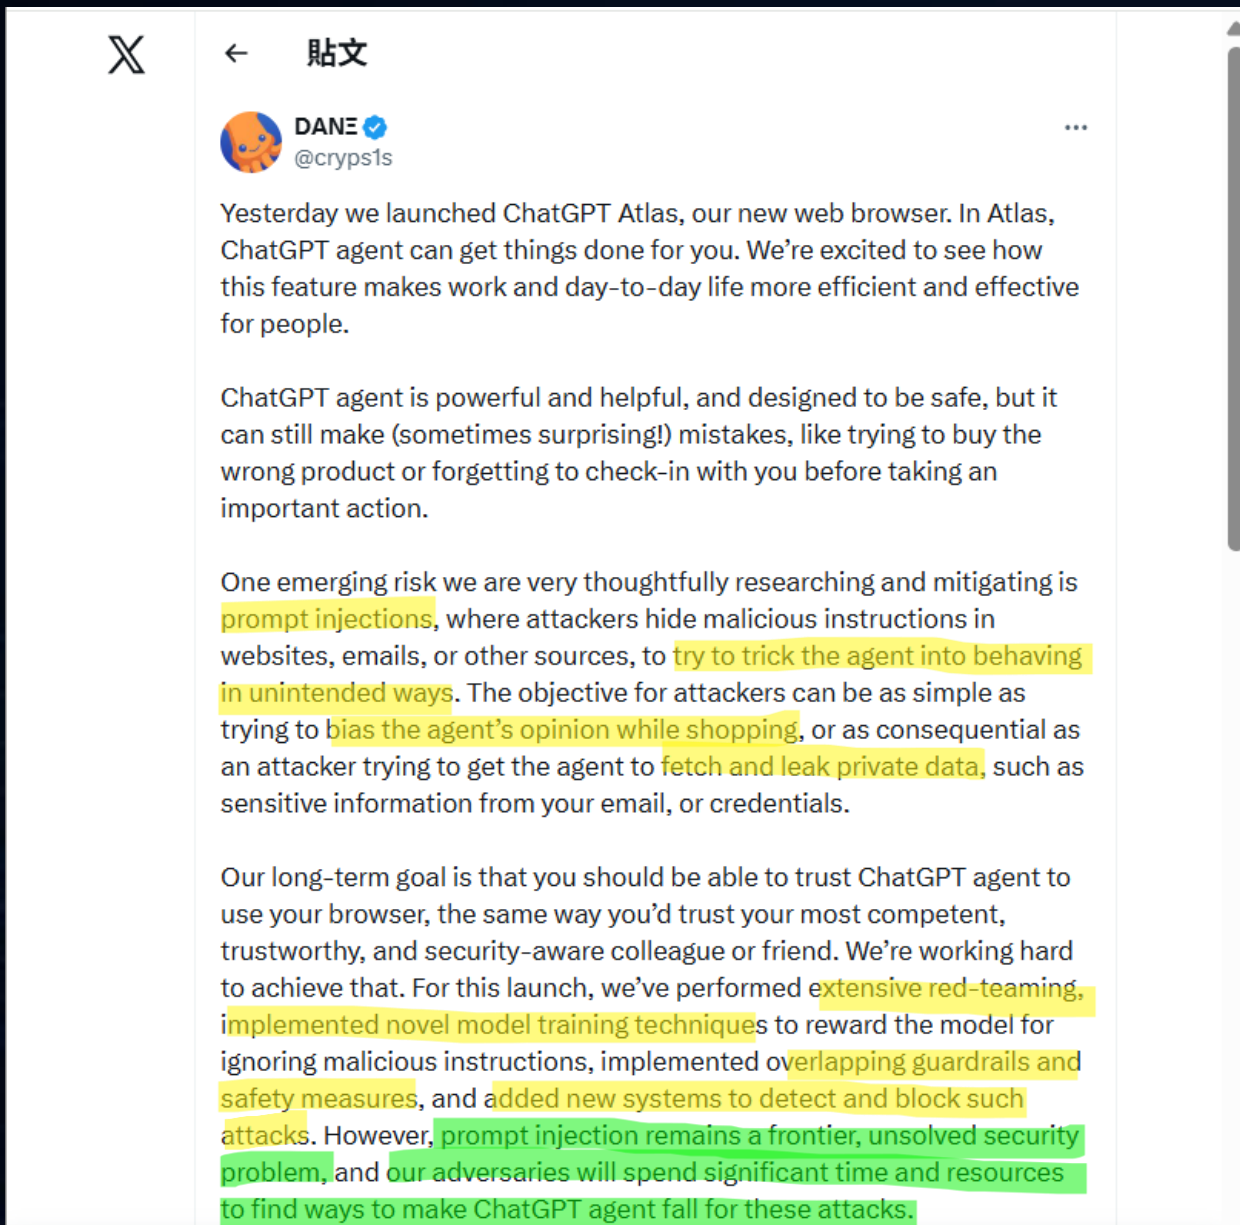 貼文
DANΞ
@cryps1s
Yesterday we launched ChatGPT Atlas, our new web browser. In Atlas,
ChatGPT agent can get things done for you. We’re excited to see how
this feature makes work and day-to-day life more efficient and effective
for people.
ChatGPT agent is powerful and helpful, and designed to be safe, but it
can still make (sometimes surprising!) mistakes, like trying to buy the
wrong product or forgetting to check-in with you before taking an
important action.
One emerging risk we are very thoughtfully researching and mitigating is
prompt injections, where attackers hide malicious instructions in
websites, emails, or other sources, to try to trick the agent into behaving
in unintended ways. The objective for attackers can be as simple as
trying to bias the agent’s opinion while shopping, or as consequential as
an attacker trying to get the agent to fetch and leak private data, such as
sensitive information from your email, or credentials.
Our long-term goal is that you should be able to trust ChatGPT agent to
use your browser, the same way you’d trust your most competent,
trustworthy, and security-aware colleague or friend. We’re working hard
to achieve that. For this launch, we’ve performed extensive red-teaming,
implemented novel model training techniques to reward the model for
ignoring malicious instructions, implemented overlapping guardrails and
safety measures, and added new systems to detect and block such
attacks. However, prompt injection remains a frontier, unsolved security
problem, and our adversaries will spend significant time and resources
to find ways to make ChatGPT agent fall for these attacks.